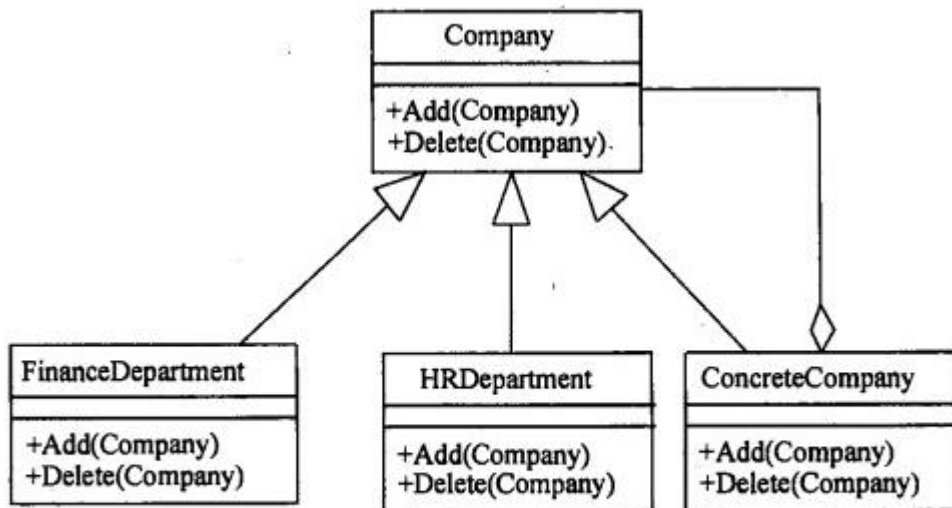 Company
+Add(Company)
+Delete(Company)
FinanceDepartment
+Add(Company)
+Delete(Company)
HRDepartment
+Add(Company)
+Delete(Company)
ConcreteCompany
+Add(Company)
+Delete(Company)